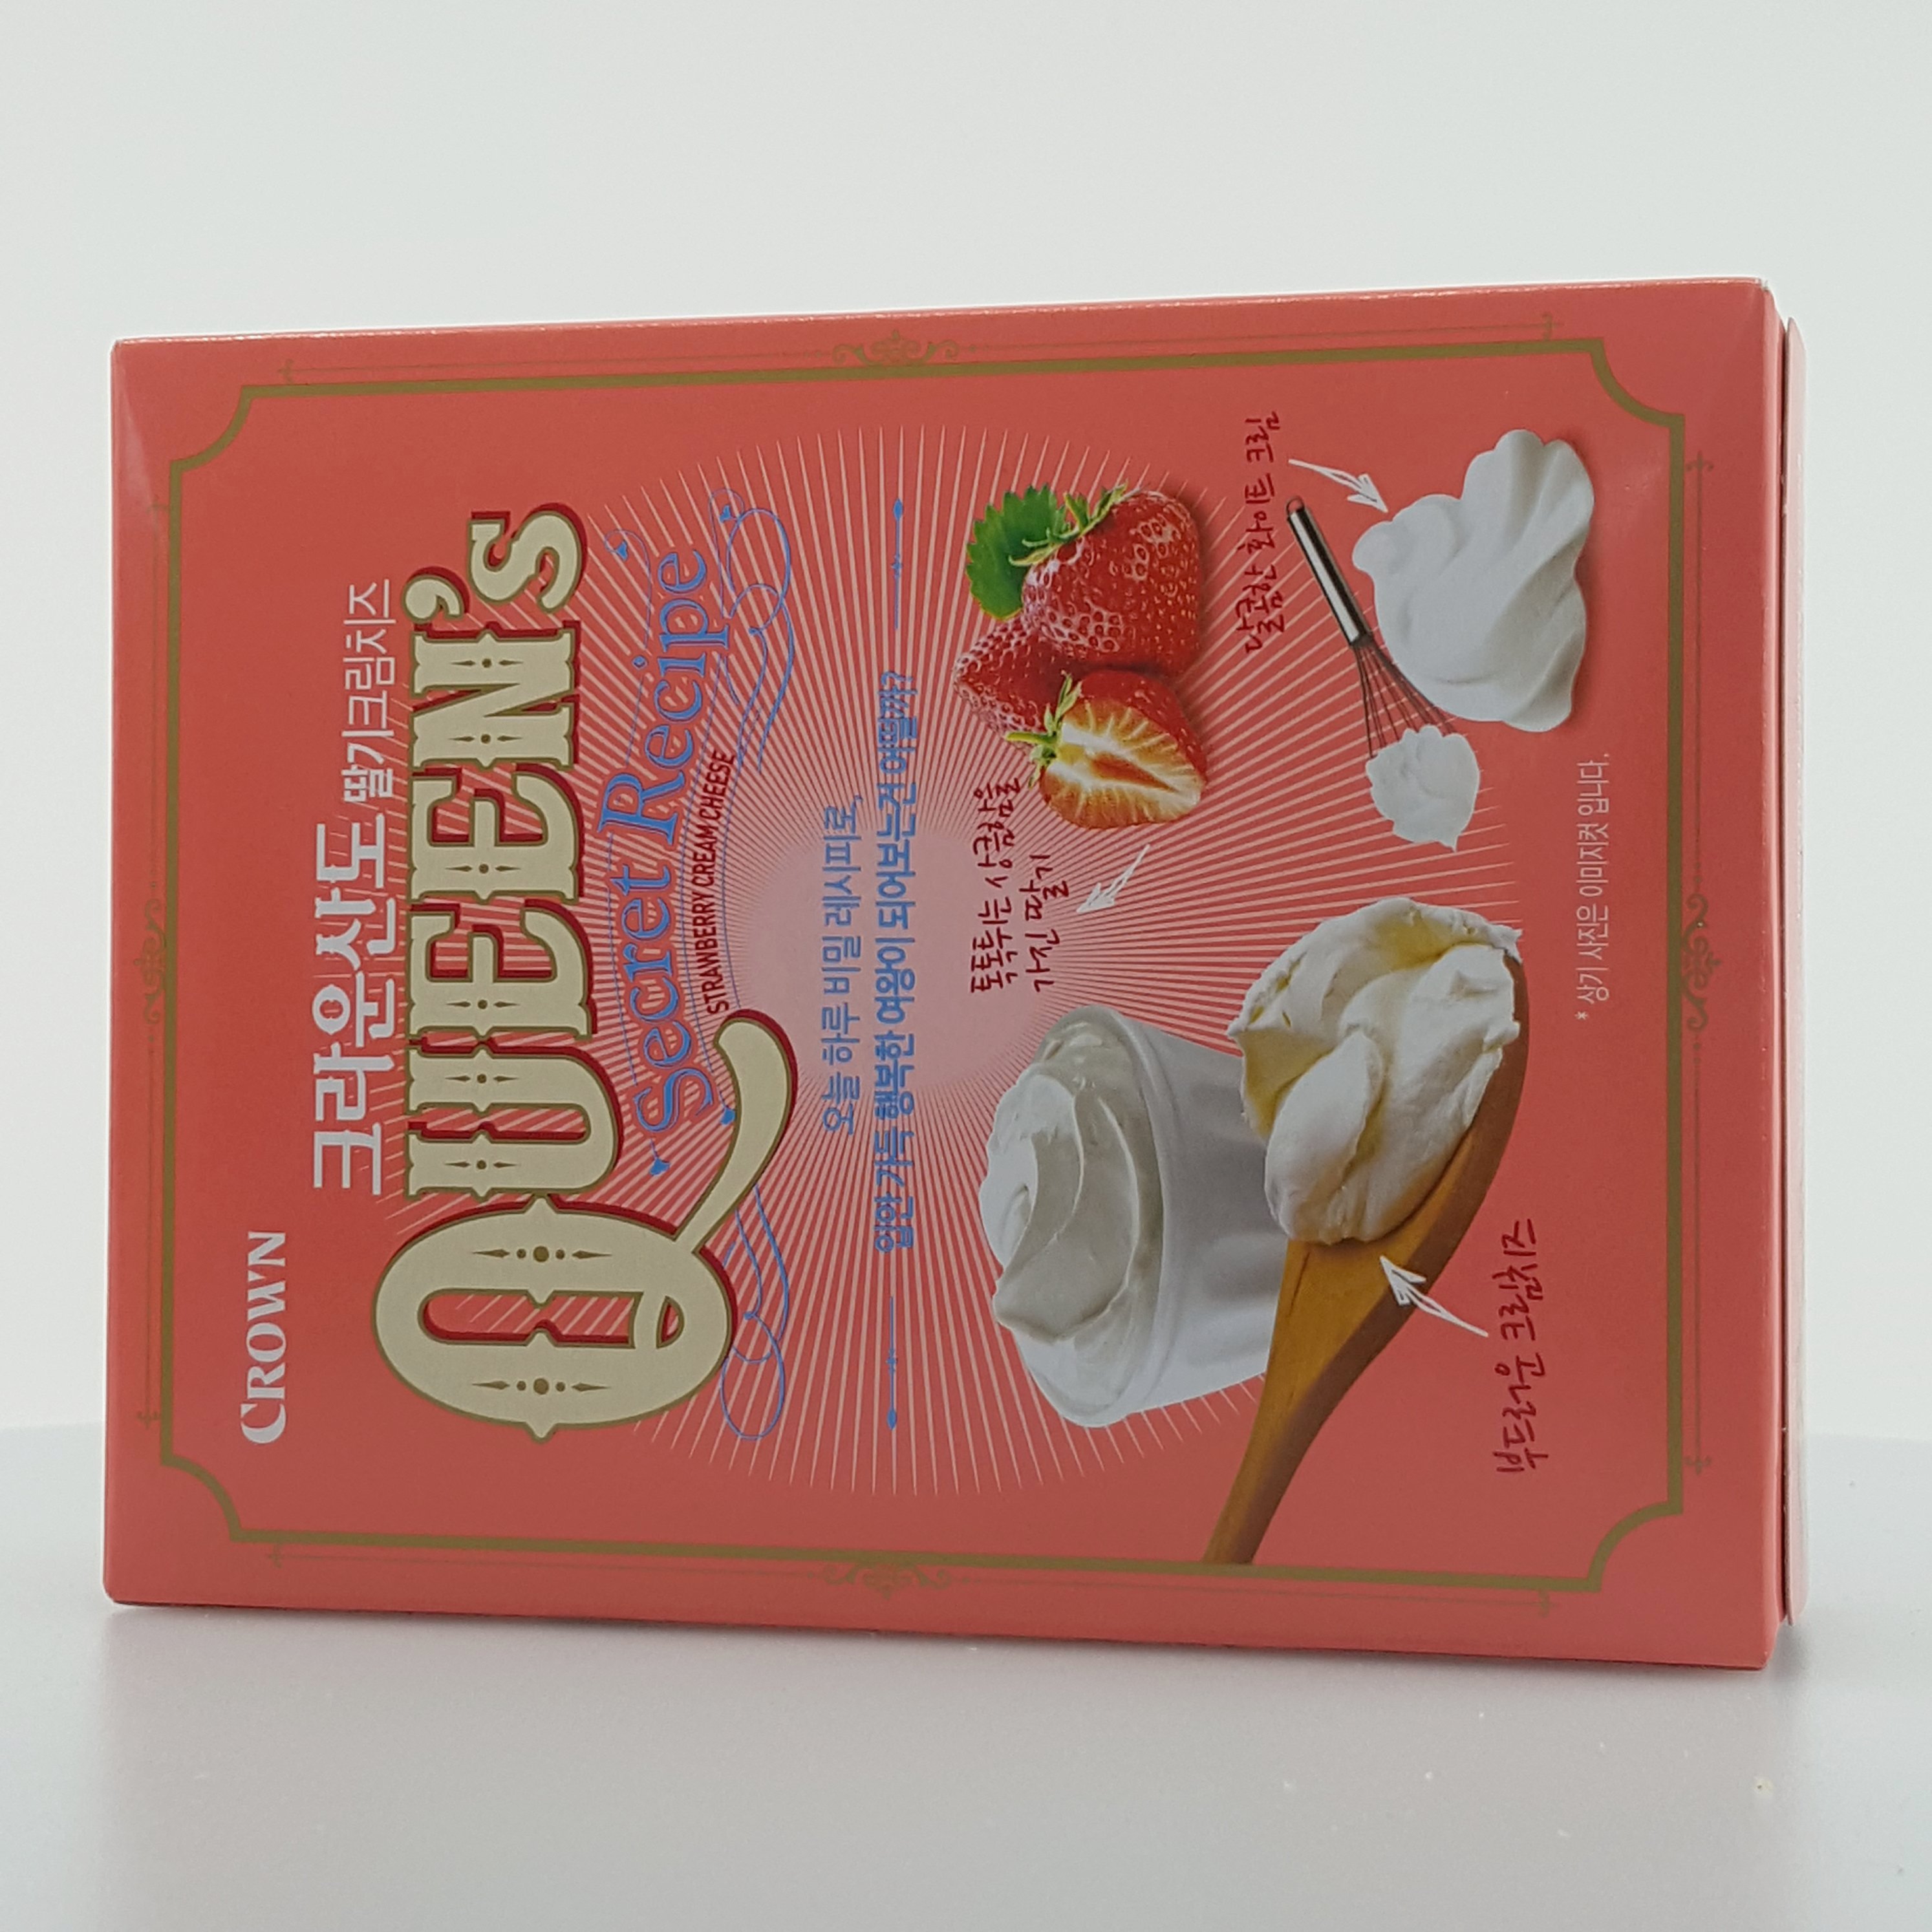 CROWN
크라운산도 딸기크림치즈
QUEEN's
Secret Recipe
STRAWBERRY CREAM CHEESE
오늘 하루 비밀 레시피로,
입안 가득 행복한 여왕이 되어보는건 어떨까?
톡톡튀는 상큼함을
가진 딸기
달콤한 화이트 크림
부드러운 크림치즈
*상기 사진은 이미지컷 입니다.